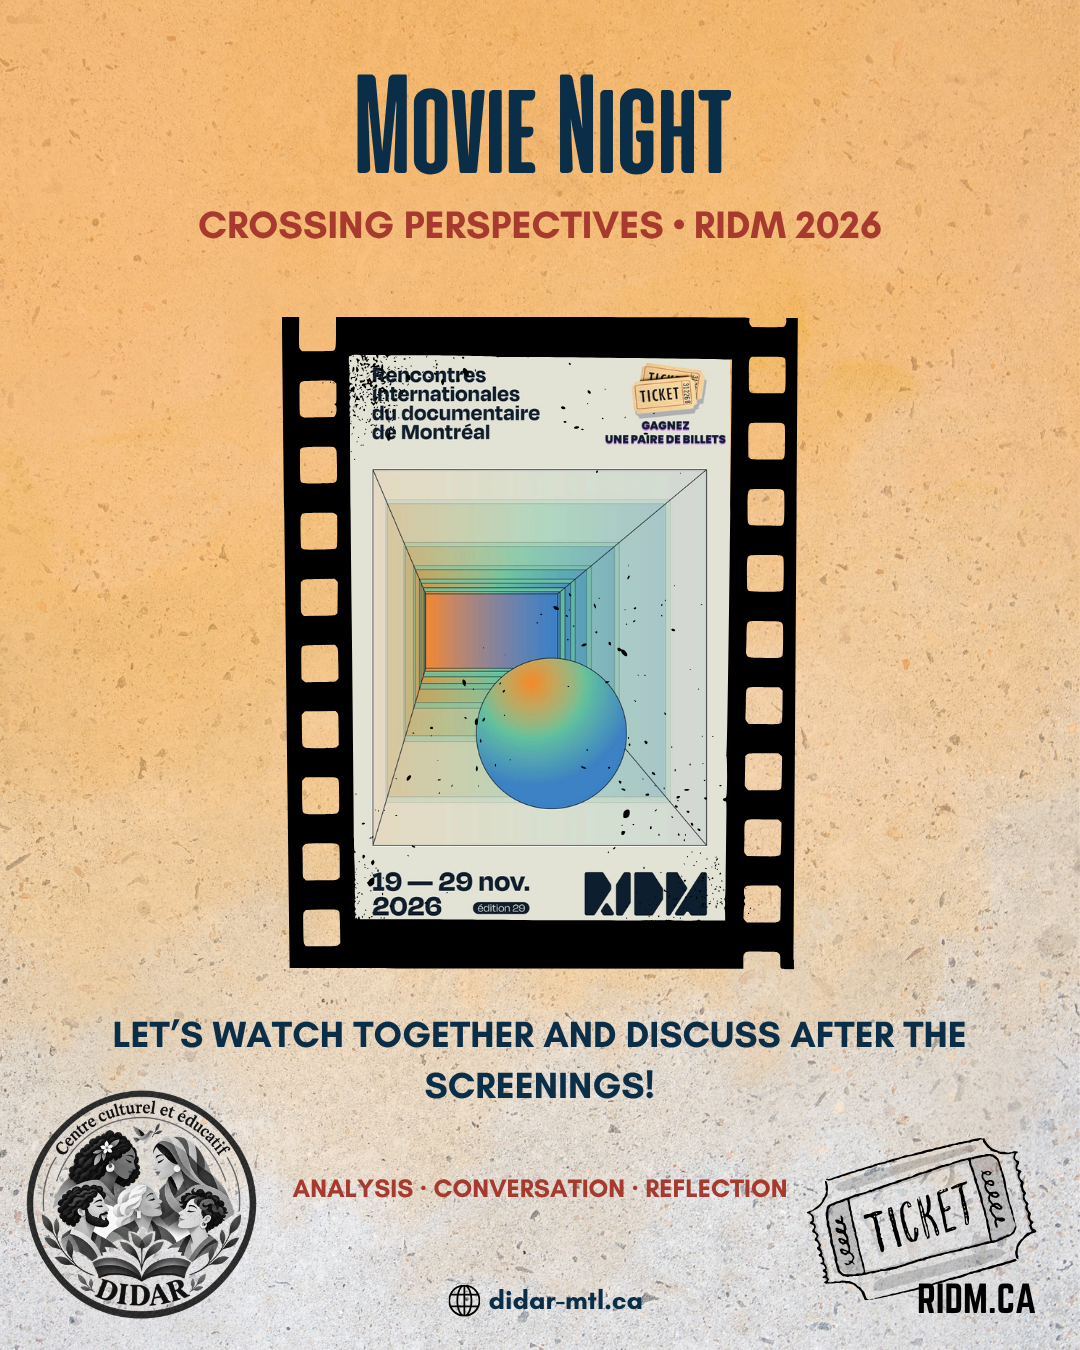 MOVIE NIGHT
CROSSING PERSPECTIVES • RIDM 2026
Rencontres
internationales
du documentaire
de Montréal
TICKET
GAGNEZ
UNE PAIRE DE BILLETS
19 — 29 nov.
2026
édition 29
RIDM
LET'S WATCH TOGETHER AND DISCUSS AFTER THE
SCREENINGS!
Centre culturel et éducatif
DIDAR
ANALYSIS · CONVERSATION · REFLECTION
TICKET
didar-mtl.ca
RIDM.CA